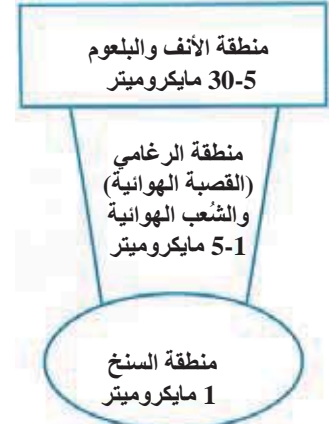 منطقة الأنف والبلعوم
5-30 مايكروميتر
منطقة الرغامي
(القصبة الهوائية)
والشُعب الهوائية
1-5 مايكروميتر
منطقة السنخ
1 مايكروميتر